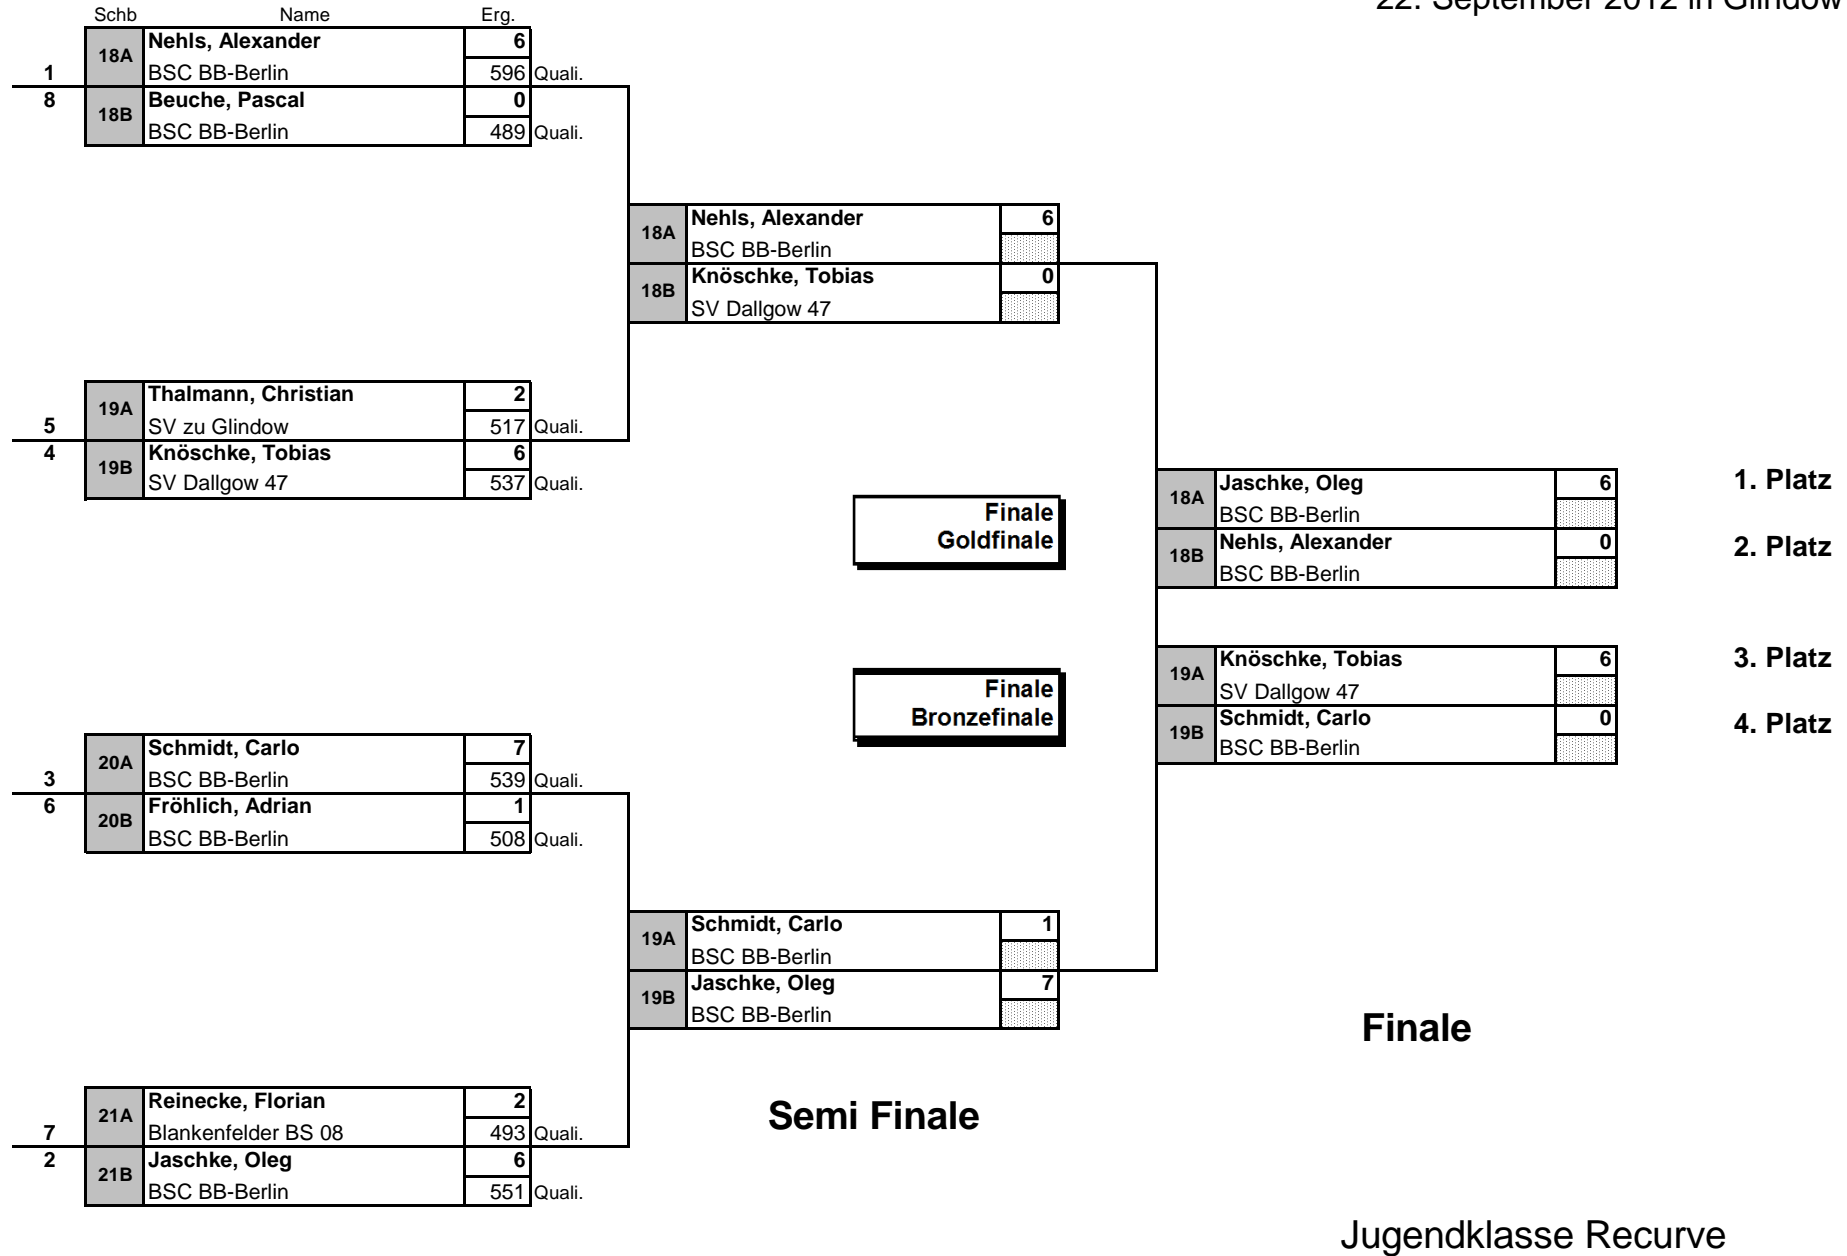 22. September 2012 in Glindow
Schb Name Erg.
18A Nehls, Alexander 6
1 BSC BB-Berlin 596 Quali.
8 18B Beuche, Pascal 0
BSC BB-Berlin 489 Quali.
18A Nehls, Alexander 6
BSC BB-Berlin
18B Knöschke, Tobias 0
SV Dallgow 47
19A Thalmann, Christian 2
5 SV zu Glindow 517 Quali.
4 19B Knöschke, Tobias 6
SV Dallgow 47 537 Quali.
Finale
Goldfinale
18A Jaschke, Oleg 6 1. Platz
BSC BB-Berlin
18B Nehls, Alexander 0 2. Platz
BSC BB-Berlin
Finale
Bronzefinale
19A Knöschke, Tobias 6 3. Platz
SV Dallgow 47
19B Schmidt, Carlo 0 4. Platz
BSC BB-Berlin
20A Schmidt, Carlo 7
3 BSC BB-Berlin 539 Quali.
6 20B Fröhlich, Adrian 1
BSC BB-Berlin 508 Quali.
19A Schmidt, Carlo 1
BSC BB-Berlin
19B Jaschke, Oleg 7
BSC BB-Berlin
Finale
21A Reinecke, Florian 2
7 Blankenfelder BS 08 493 Quali.
2 21B Jaschke, Oleg 6
BSC BB-Berlin 551 Quali.
Semi Finale
Jugendklasse Recurve